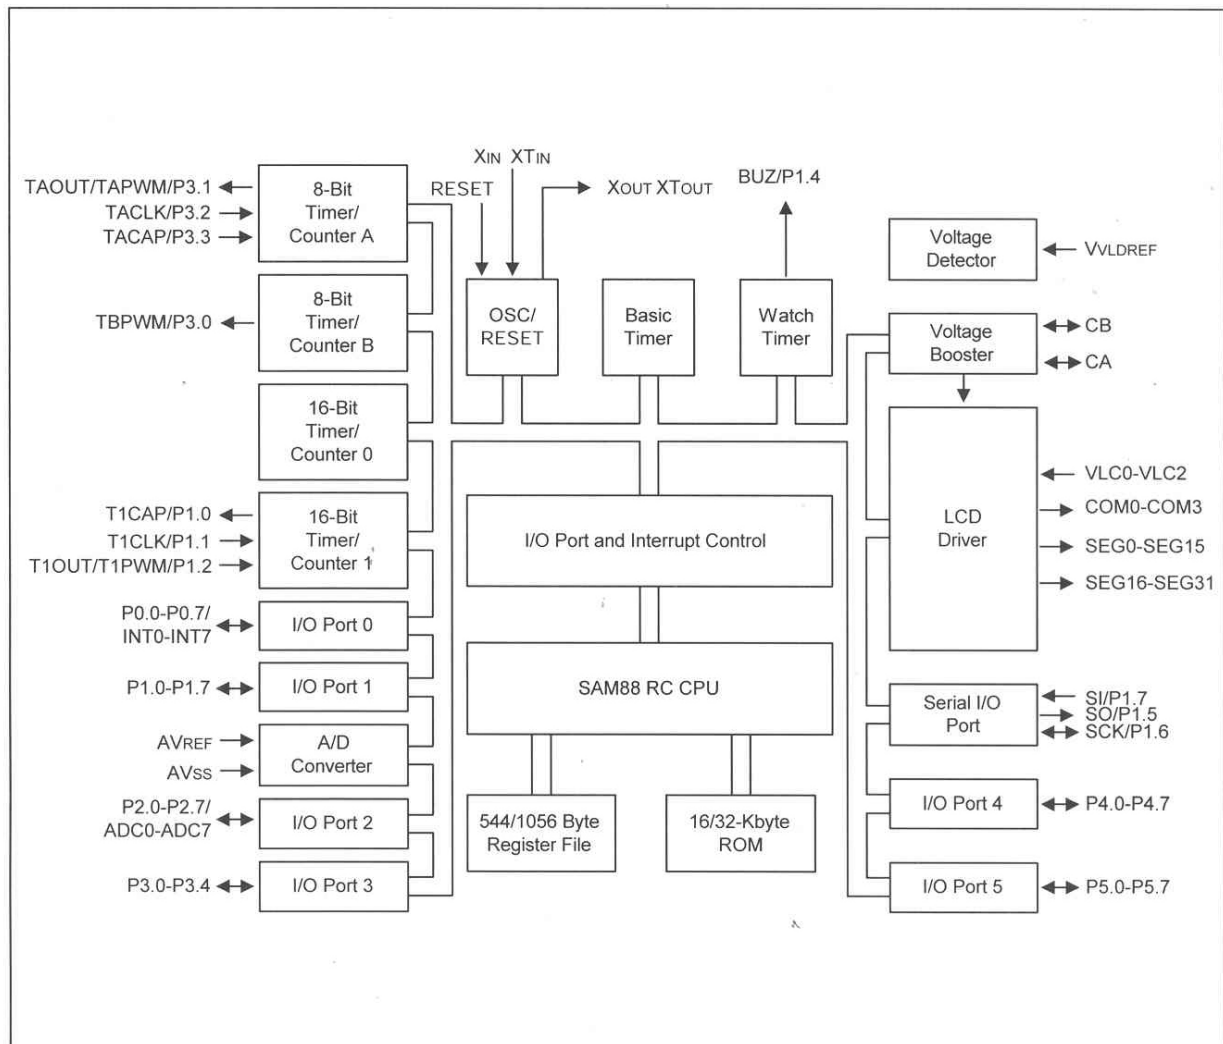 XIN XTIN
RESET
XOUT XTOUT
BUZ/P1.4
TAOUT/TAPWM/P3.1
TACLK/P3.2
TACAP/P3.3
8-Bit
Timer/
Counter A
TBPWM/P3.0
8-Bit
Timer/
Counter B
16-Bit
Timer/
Counter 0
T1CAP/P1.0
T1CLK/P1.1
T1OUT/T1PWM/P1.2
16-Bit
Timer/
Counter 1
P0.0-P0.7/
INT0-INT7
I/O Port 0
P1.0-P1.7
I/O Port 1
AVREF
AVSS
A/D
Converter
P2.0-P2.7/
ADC0-ADC7
I/O Port 2
P3.0-P3.4
I/O Port 3
OSC/
RESET
Basic
Timer
Watch
Timer
I/O Port and Interrupt Control
SAM88 RC CPU
544/1056 Byte
Register File
16/32-Kbyte
ROM
Voltage
Detector
VVLDREF
Voltage
Booster
CB
CA
LCD
Driver
VLC0-VLC2
COM0-COM3
SEG0-SEG15
SEG16-SEG31
Serial I/O
Port
SI/P1.7
SO/P1.5
SCK/P1.6
I/O Port 4
P4.0-P4.7
I/O Port 5
P5.0-P5.7